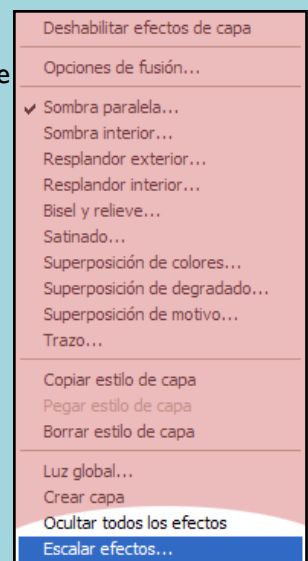 Deshabilitar efectos de capa
e
Opciones de fusión...
Sombra paralela...
Sombra interior...
Resplandor exterior...
Resplandor interior...
Bisel y relieve...
Satinado...
Superposición de colores...
Superposición de degradado...
Superposición de motivo...
Trazo...
Copiar estilo de capa
Pegar estilo de capa
Borrar estilo de capa
Luz global...
Crear capa
Ocultar todos los efectos
Escalar efectos...